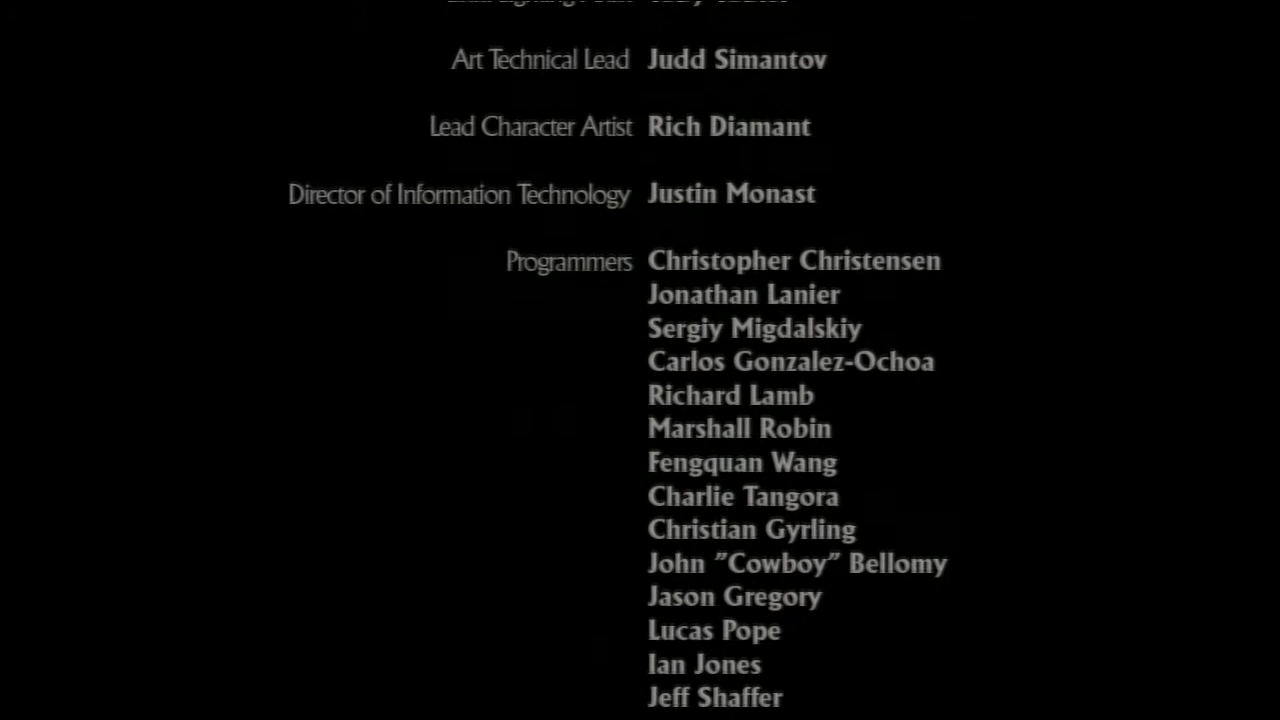 Art Technical Lead Judd Simantov
Lead Character Artist Rich Diamant
Director of Information Technology Justin Monast
Programmers Christopher Christensen
Jonathan Lanier
Sergiy Migdalskiy
Carlos Gonzalez-Ochoa
Richard Lamb
Marshall Robin
Fengquan Wang
Charlie Tangora
Christian Gyrling
John "Cowboy" Bellomy
Jason Gregory
Lucas Pope
Ian Jones
Jeff Shaffer